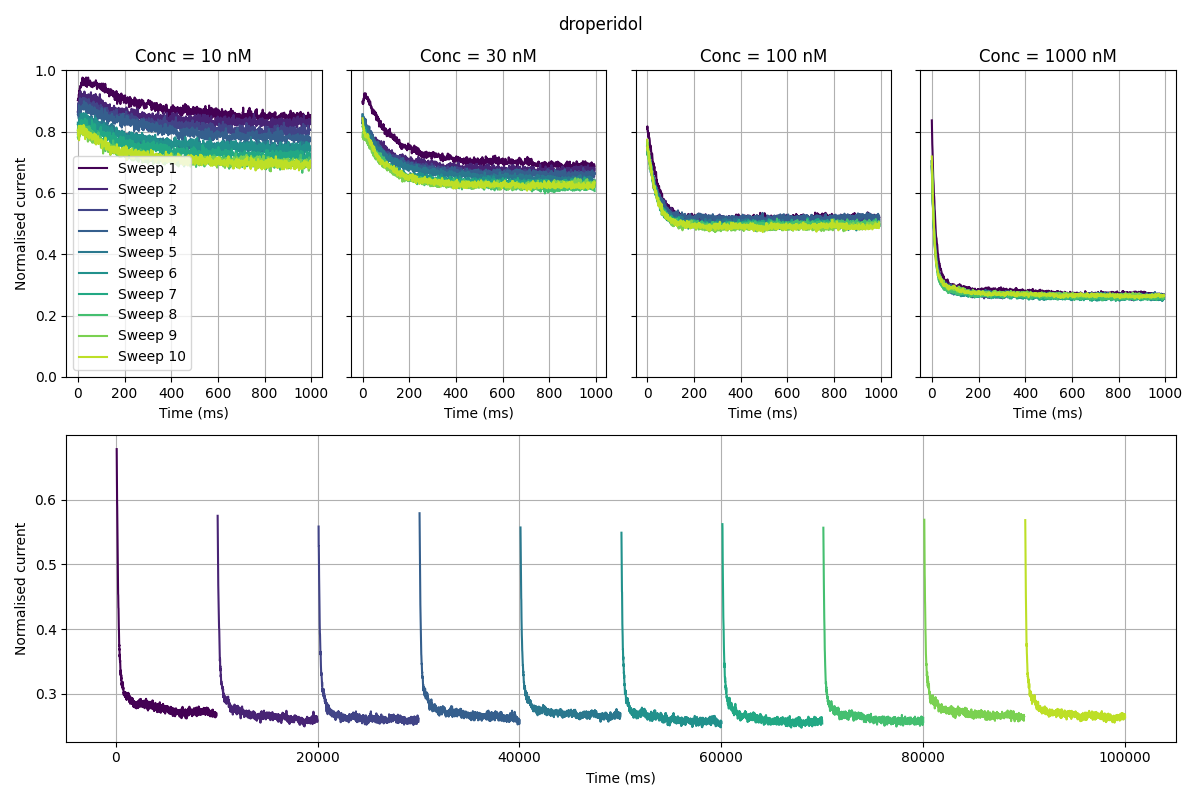 droperidol
Conc = 10 nM
Conc = 30 nM
Conc = 100 nM
Conc = 1000 nM
Normalised current
1.0
0.8
0.6
0.4
0.2
0.0
Sweep 1
Sweep 2
Sweep 3
Sweep 4
Sweep 5
Sweep 6
Sweep 7
Sweep 8
Sweep 9
Sweep 10
0 200 400 600 800 1000
0 200 400 600 800 1000
0 200 400 600 800 1000
0 200 400 600 800 1000
Time (ms)
Time (ms)
Time (ms)
Time (ms)
Normalised current
0.6
0.5
0.4
0.3
0 20000 40000 60000 80000 100000
Time (ms)